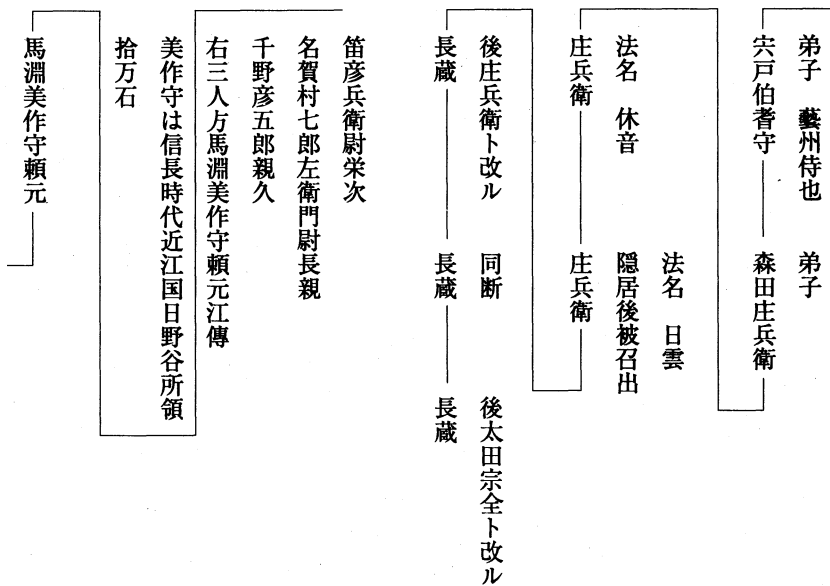 弟子　藝州侍也　弟子
宍戸伯耆守　森田庄兵衛
法名　日雲
法名　休音　隠居後被召出
庄兵衛　庄兵衛
後庄兵衛ト改ル　同断　後太田宗全ト改ル
長蔵　長蔵　長蔵
笛彦兵衛尉栄次
名賀村七郎左衛門尉長親
千野彦五郎親久
右三人方馬淵美作守頼元江傳
美作守は信長時代近江国日野谷所領
拾万石
馬淵美作守頼元